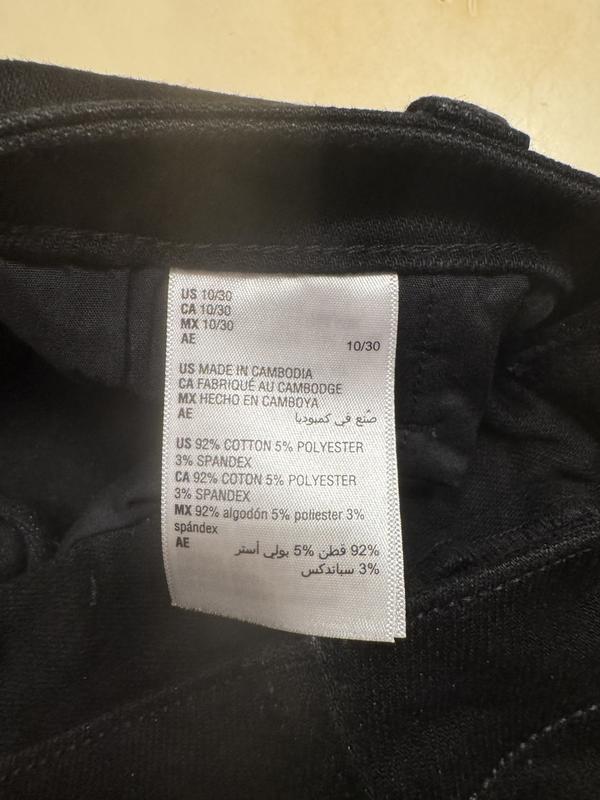 US 10/30
CA 10/30
MX 10/30
AE
10/30
US MADE IN CAMBODIA
CA FABRIQUÉ AU CAMBODGE
MX HECHO EN CAMBOYA
AE صُنع في كمبوديا
US 92% COTTON 5% POLYESTER
3% SPANDEX
CA 92% COTON 5% POLYESTER
3% SPANDEX
MX 92% algodón 5% poliester 3%
spándex
AE 92% قطن 5% بولي أستر
3% سباندكس